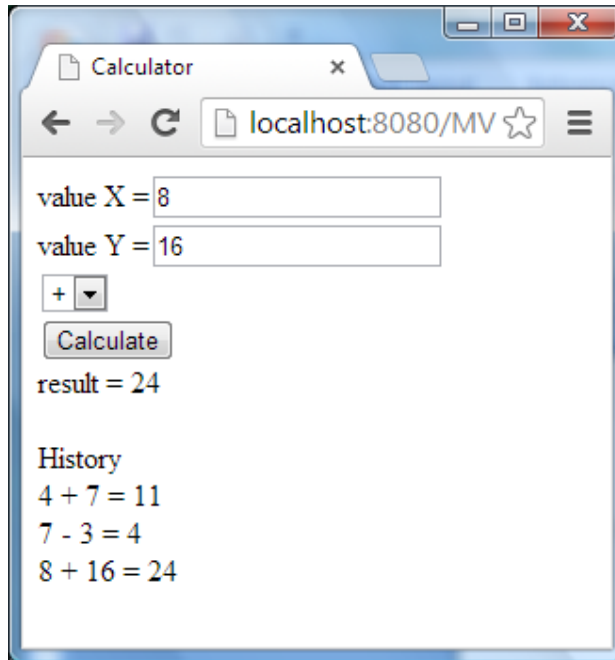 Calculator
localhost:8080/MV
value X = 8
value Y = 16
+
Calculate
result = 24
History
4 + 7 = 11
7 - 3 = 4
8 + 16 = 24